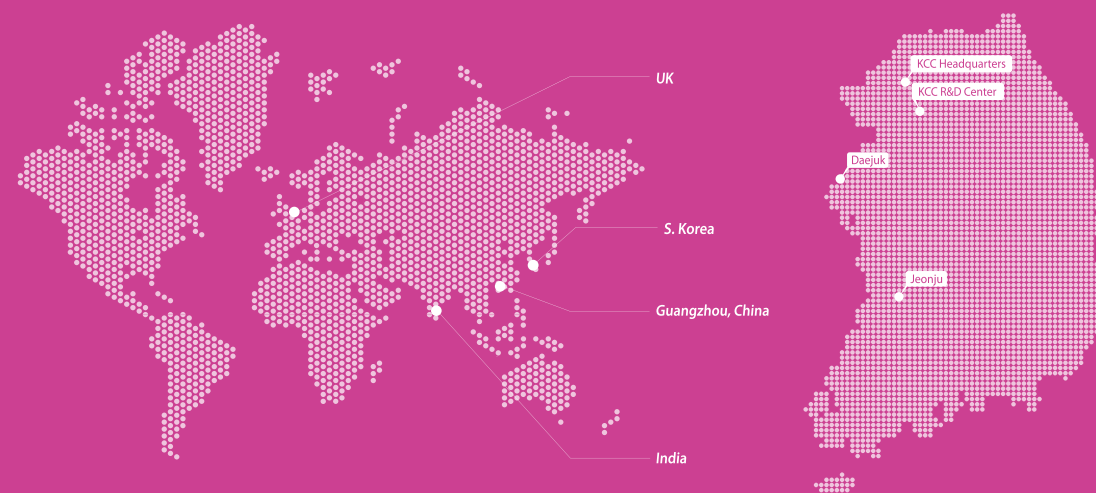 UK
S. Korea
Guangzhou, China
India
KCC Headquarters
KCC R&D Center
Daejuk
Jeonju